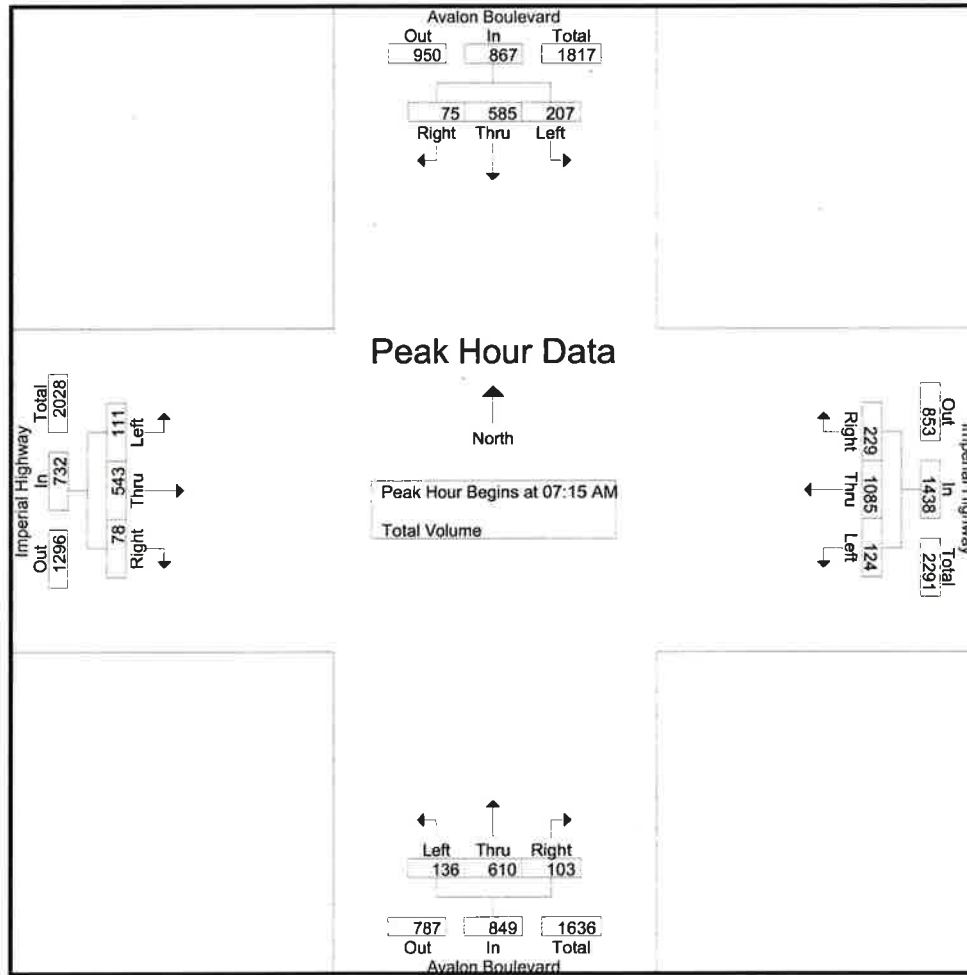 Avalon Boulevard
Out In Total
950 867 1817
75 585 207
Right Thru Left
Peak Hour Data
North
Peak Hour Begins at 07:15 AM
Total Volume
Imperial Highway
Out In Total
1296 732 2028
78 543 111
Right Thru Left
Imperial Highway
Out In Total
853 1438 2291
229 1085 124
Right Thru Left
Left Thru Right
136 610 103
787 849 1636
Out In Total
Avalon Boulevard